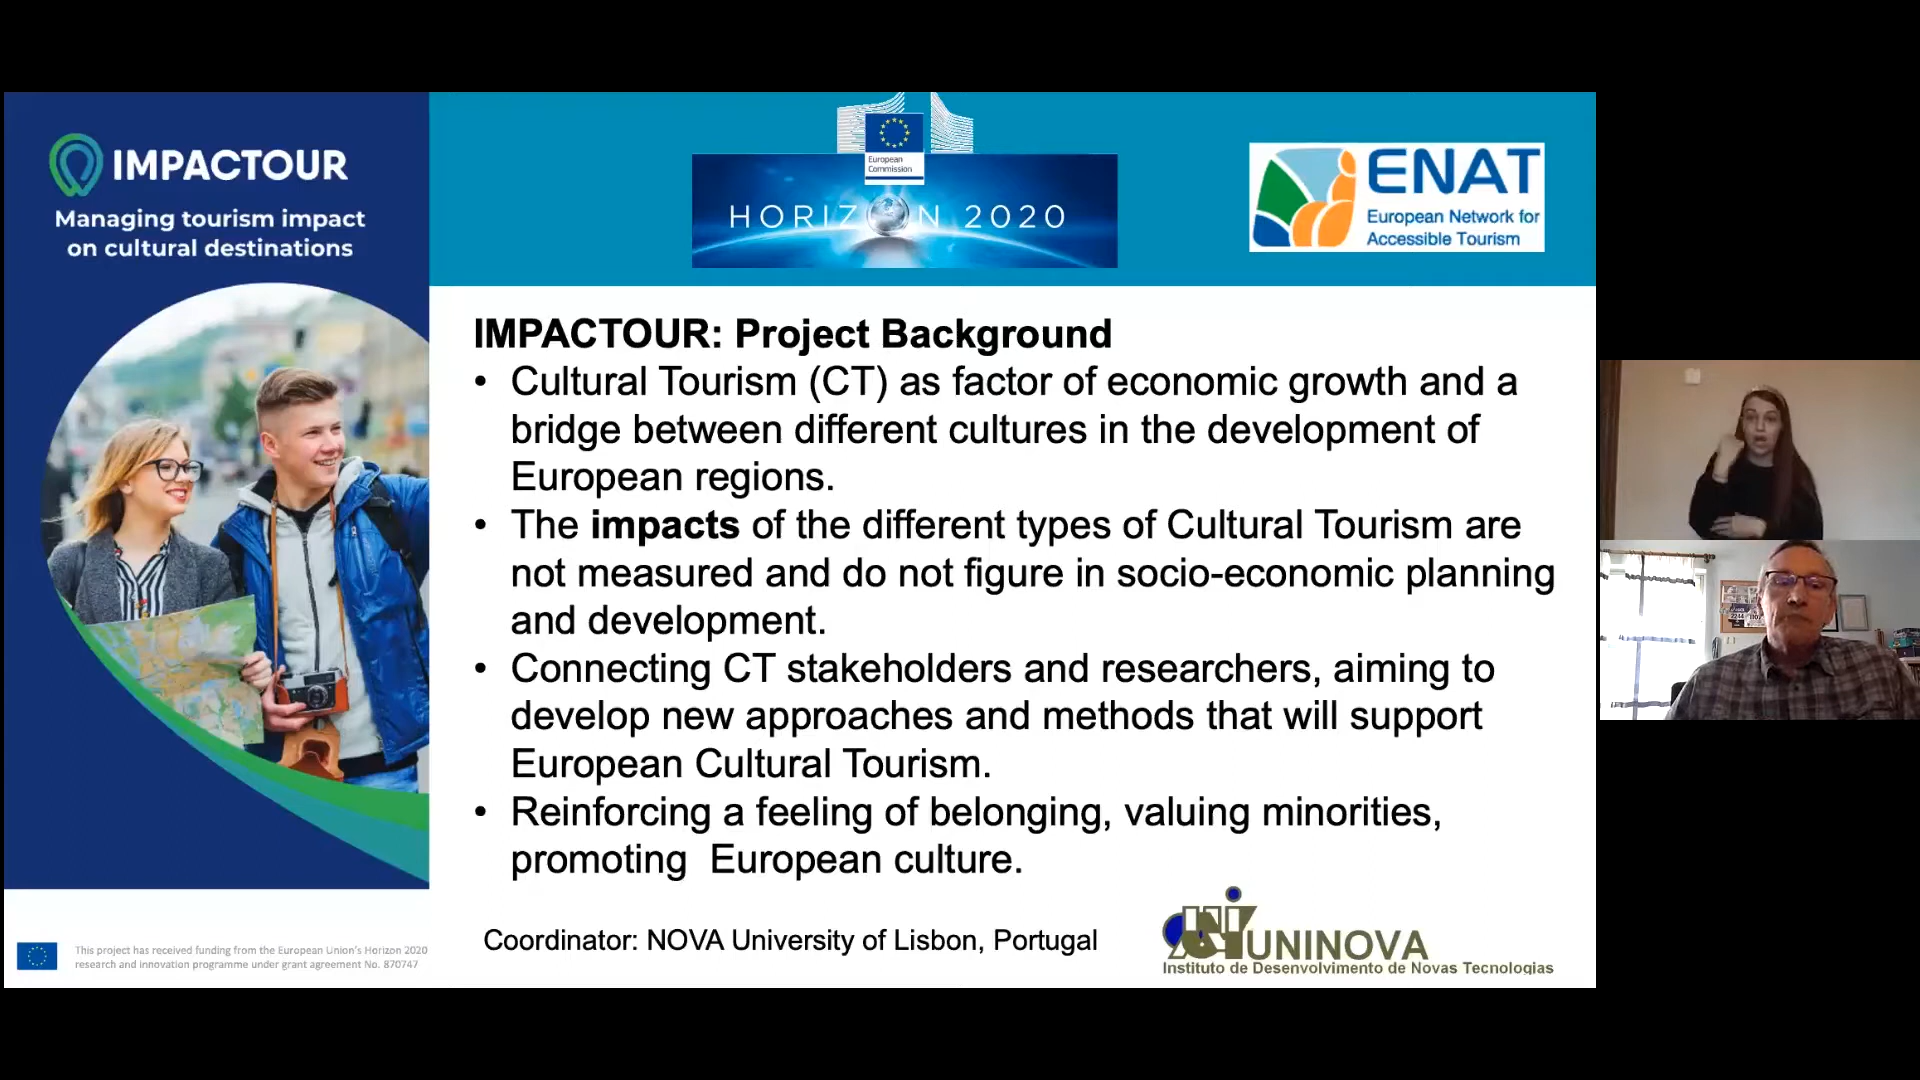 IMPACTOUR
Managing tourism impact
on cultural destinations
European
Commission
HORIZON 2020
ENAT
European Network for
Accessible Tourism
IMPACTOUR: Project Background
• Cultural Tourism (CT) as factor of economic growth and a
bridge between different cultures in the development of
European regions.
• The impacts of the different types of Cultural Tourism are
not measured and do not figure in socio-economic planning
and development.
• Connecting CT stakeholders and researchers, aiming to
develop new approaches and methods that will support
European Cultural Tourism.
• Reinforcing a feeling of belonging, valuing minorities,
promoting  European culture.
Coordinator: NOVA University of Lisbon, Portugal
UNINOVA
Instituto de Desenvolvimento de Novas Tecnologias
This project has received funding from the European Union's Horizon 2020
research and innovation programme under grant agreement No. 870747